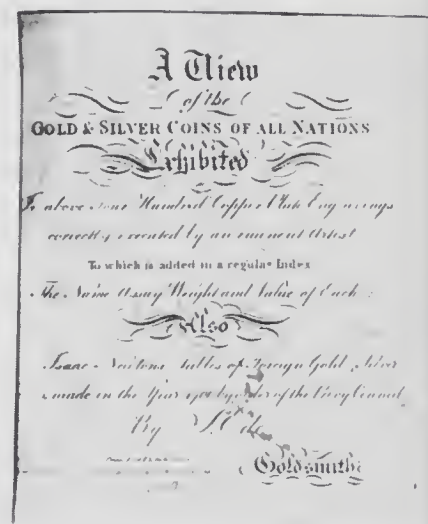 A View
of the
GOLD & SILVER COINS OF ALL NATIONS
Exhibited
above four Hundred Copper Plate Engravings
correctly executed by an eminent Artist
To which is added in a regular Index
The Name Assay Weight and Value of Each
Also
Isaac Newtons tables of Foreign Gold Silver
made in the Year by order of the Privy Council
By
Goldsmith